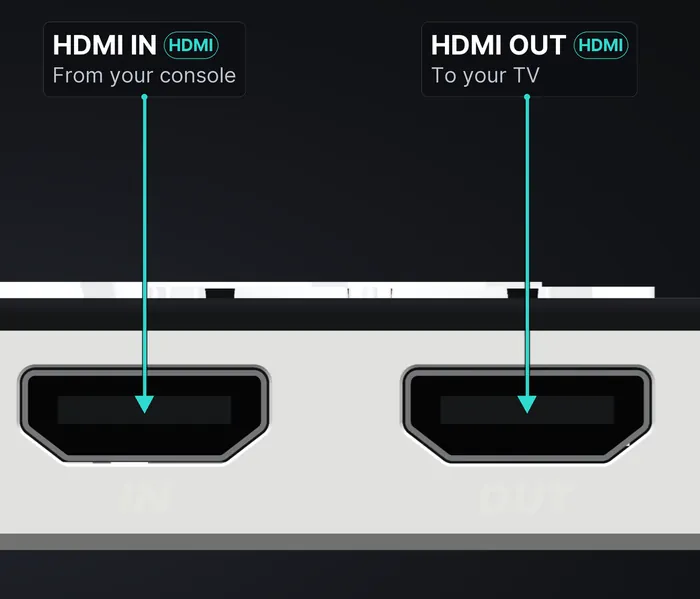 HDMI IN HDMI
From your console
HDMI OUT HDMI
To your TV
IN
OUT